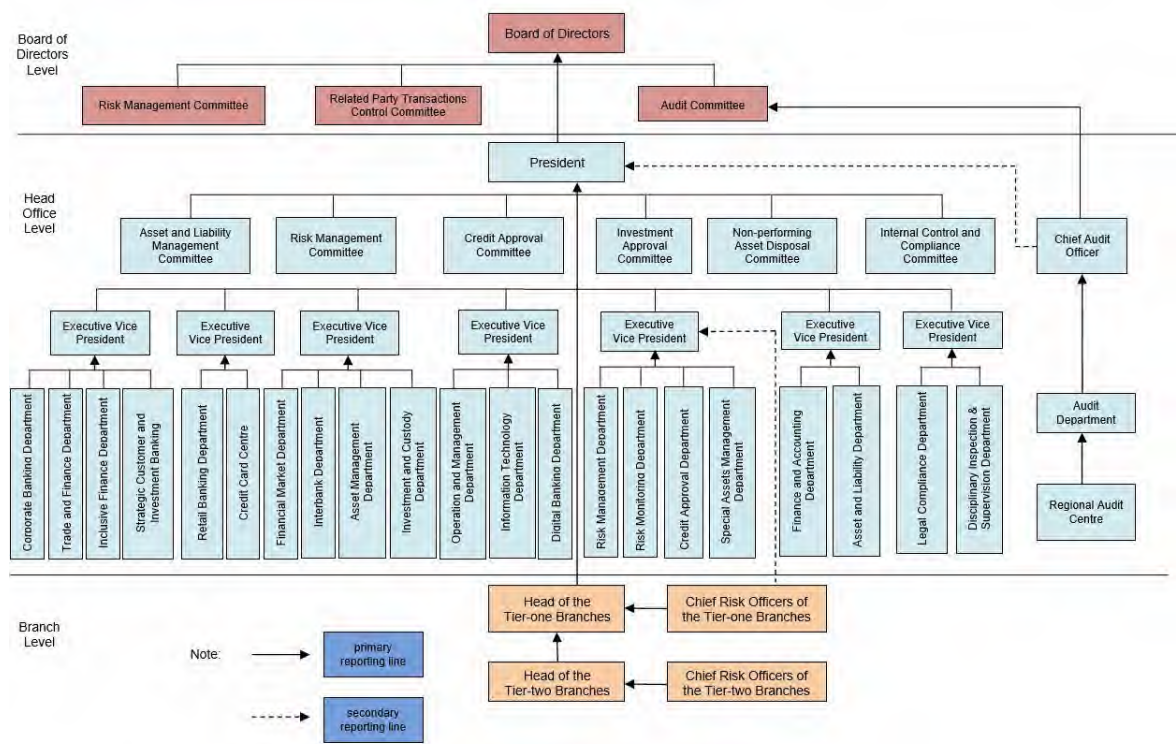 Board of
Directors
Level
Board of Directors
Risk Management Committee
Related Party Transactions
Control Committee
Audit Committee
Head
Office
Level
President
Asset and Liability
Management
Committee
Risk Management
Committee
Credit Approval
Committee
Investment
Approval
Committee
Non-performing
Asset Disposal
Committee
Internal Control and
Compliance
Committee
Chief Audit
Officer
Executive Vice
President
Executive
Vice President
Executive Vice
President
Executive Vice
President
Executive
Vice President
Executive
Vice President
Executive Vice
President
Corporate Banking Department
Trade and Finance Department
Inclusive Finance Department
Strategic Customer and
Investment Banking
Retail Banking Department
Credit Card Centre
Financial Market Department
Interbank Department
Asset Management
Department
Investment and Custody
Department
Operation and Management
Department
Information Technology
Department
Digital Banking Department
Risk Management Department
Risk Monitoring Department
Credit Approval Department
Special Assets Management
Department
Finance and Accounting
Department
Asset and Liability Department
Legal Compliance Department
Disciplinary Inspection &
Supervision Department
Audit
Department
Regional Audit
Centre
Branch
Level
Head of the
Tier-one Branches
Chief Risk Officers of
the Tier-one Branches
Head of the
Tier-two Branches
Chief Risk Officers of
the Tier-two Branches
Note:
primary
reporting line
secondary
reporting line